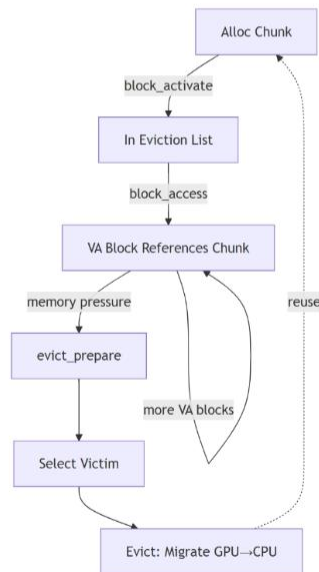 Alloc Chunk
block_activate
In Eviction List
block_access
VA Block References Chunk
memory pressure
reuse
evict_prepare
more VA blocks
Select Victim
Evict: Migrate GPU→CPU